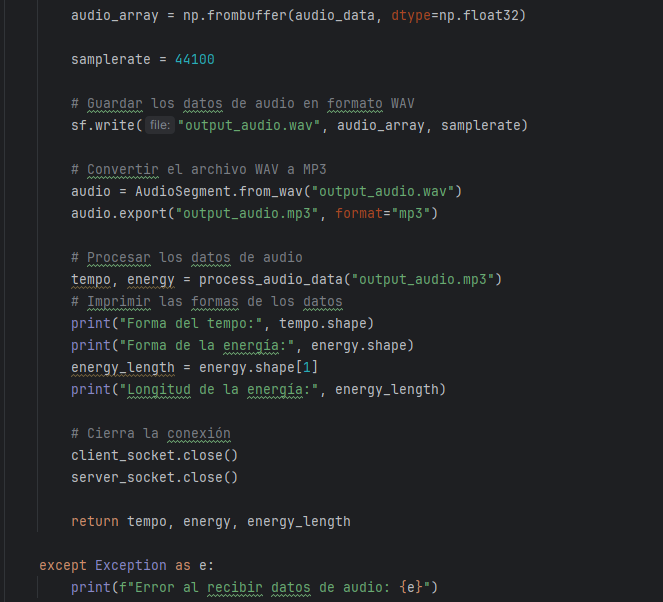 audio_array = np.frombuffer(audio_data, dtype=np.float32)
samplerate = 44100
# Guardar los datos de audio en formato WAV
sf.write( file: "output_audio.wav", audio_array, samplerate)
# Convertir el archivo WAV a MP3
audio = AudioSegment.from_wav("output_audio.wav")
audio.export("output_audio.mp3", format="mp3")
# Procesar los datos de audio
tempo, energy = process_audio_data("output_audio.mp3")
# Imprimir las formas de los datos
print("Forma del tempo:", tempo.shape)
print("Forma de la energía:", energy.shape)
energy_length = energy.shape[1]
print("Longitud de la energía:", energy_length)
# Cierra la conexión
client_socket.close()
server_socket.close()
return tempo, energy, energy_length
except Exception as e:
print(f"Error al recibir datos de audio: {e}")